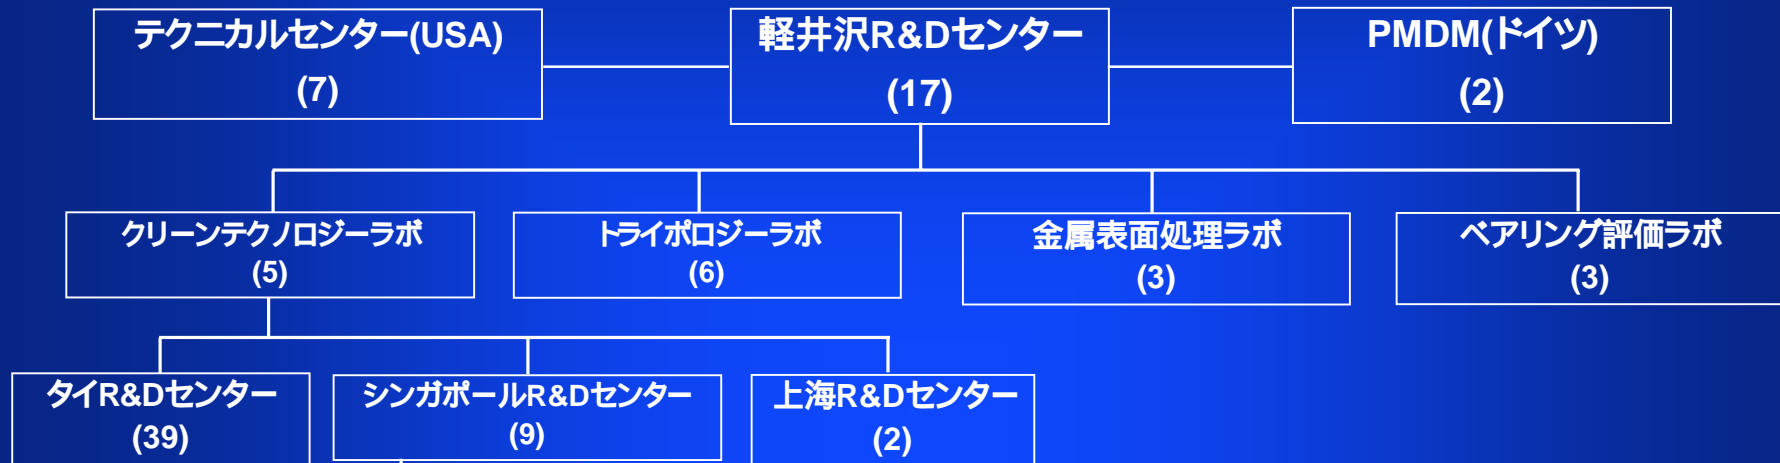 テクニカルセンター(USA)
(7)
軽井沢R&Dセンター
(17)
PMDM(ドイツ)
(2)
クリーンテクノロジーラボ
(5)
トライポロジーラボ
(6)
金属表面処理ラボ
(3)
ベアリング評価ラボ
(3)
タイR&Dセンター
(39)
シンガポールR&Dセンター
(9)
上海R&Dセンター
(2)